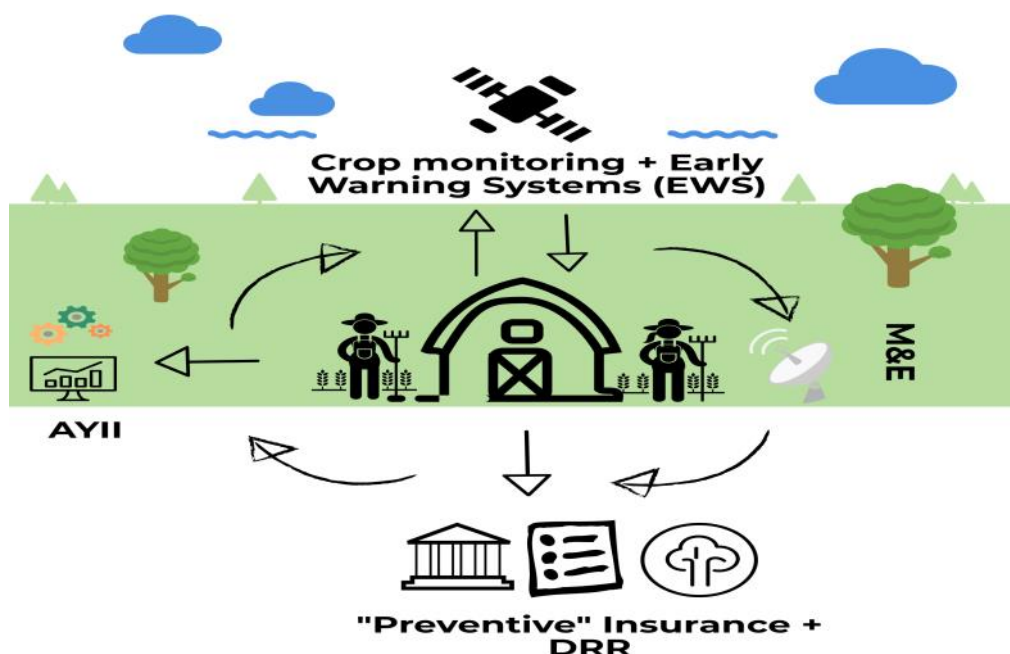 Crop monitoring + Early
Warning Systems (EWS)
M&E
AYII
"Preventive" Insurance +
DRR